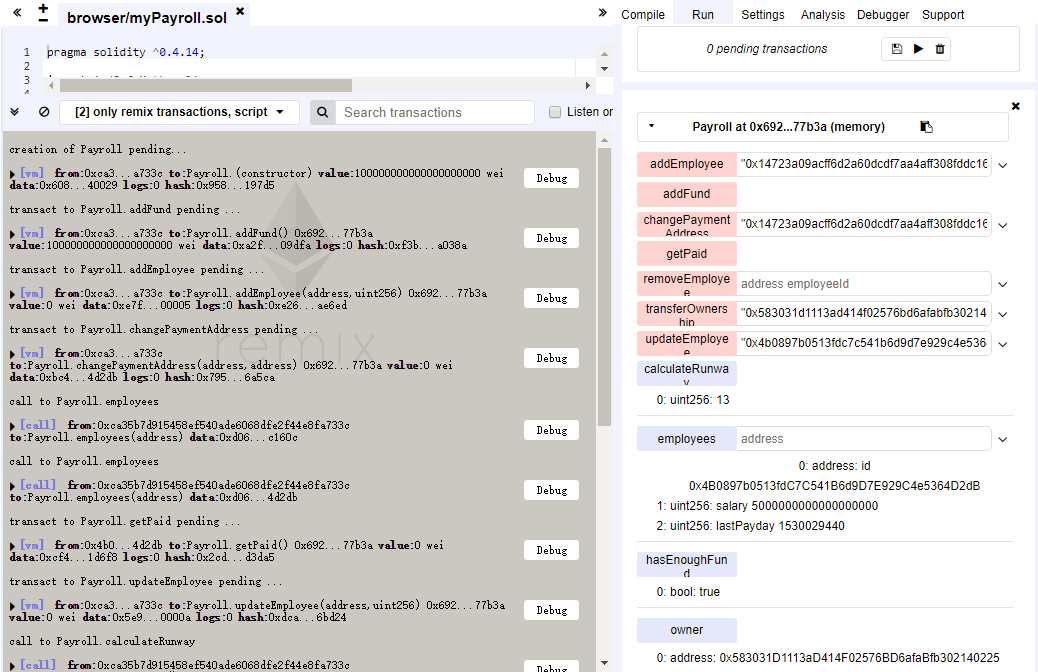 browser/myPayroll.sol
Compile Run Settings Analysis Debugger Support
1 pragma solidity ^0.4.14;
2
3
0 pending transactions
[2] only remix transactions, script
Search transactions
Listen or
creation of Payroll pending...
[vm] from:0xca3...a733c to:Payroll.(constructor) value:100000000000000000000 wei
data:0x608...40029 logs:0 hash:0x958...197d5
Debug
transact to Payroll.addFund pending ...
[vm] from:0xca3...a733c to:Payroll.addFund() 0x692...77b3a
value:100000000000000000000 wei data:0xa2f...09dfa logs:0 hash:0xf3b...a038a
Debug
transact to Payroll.addEmployee pending ...
[vm] from:0xca3...a733c to:Payroll.addEmployee(address,uint256) 0x692...77b3a
value:0 wei data:0xe7f...00005 logs:0 hash:0xe26...ae6ed
Debug
transact to Payroll.changePaymentAddress pending ...
[vm] from:0xca3...a733c
to:Payroll.changePaymentAddress(address,address) 0x692...77b3a value:0 wei
data:0xbc4...4d2db logs:0 hash:0x795...6a5ca
Debug
remix
call to Payroll.employees
[call] from:0xca35b7d915458ef540ade6068dfe2f44e8fa733c
to:Payroll.employees(address) data:0xd06...c160c
Debug
call to Payroll.employees
[call] from:0xca35b7d915458ef540ade6068dfe2f44e8fa733c
to:Payroll.employees(address) data:0xd06...4d2db
Debug
transact to Payroll.getPaid pending ...
[vm] from:0x4b0...4d2db to:Payroll.getPaid() 0x692...77b3a value:0 wei
data:0xcf4...1d6f8 logs:0 hash:0x2cd...d3da5
Debug
transact to Payroll.updateEmployee pending ...
[vm] from:0xca3...a733c to:Payroll.updateEmployee(address,uint256) 0x692...77b3a
value:0 wei data:0x5e9...0000a logs:0 hash:0xdca...6bd24
Debug
call to Payroll.calculateRunway
[call] from:0xca35b7d915458ef540ade6068dfe2f44e8fa733c
Debug
Payroll at 0x692...77b3a (memory)
addEmployee "0x14723a09acff6d2a60dcdf7aa4aff308fddc16
addFund
changePayment
Address
"0x14723a09acff6d2a60dcdf7aa4aff308fddc16
getPaid
removeEmploye
e
address employeeId
transferOwners
hip
"0x583031d1113ad414f02576bd6afabfb30214
updateEmploye
e
"0x4b0897b0513fdc7c541b6d9d7e929c4e536
calculateRunwa
y
0: uint256: 13
employees address
0: address: id
0x4B0897b0513fdC7C541B6d9D7E929C4e5364D2dB
1: uint256: salary 5000000000000000000
2: uint256: lastPayday 1530029440
hasEnoughFun
d
0: bool: true
owner
0: address: 0x583031D1113aD414F02576BD6afaBfb302140225